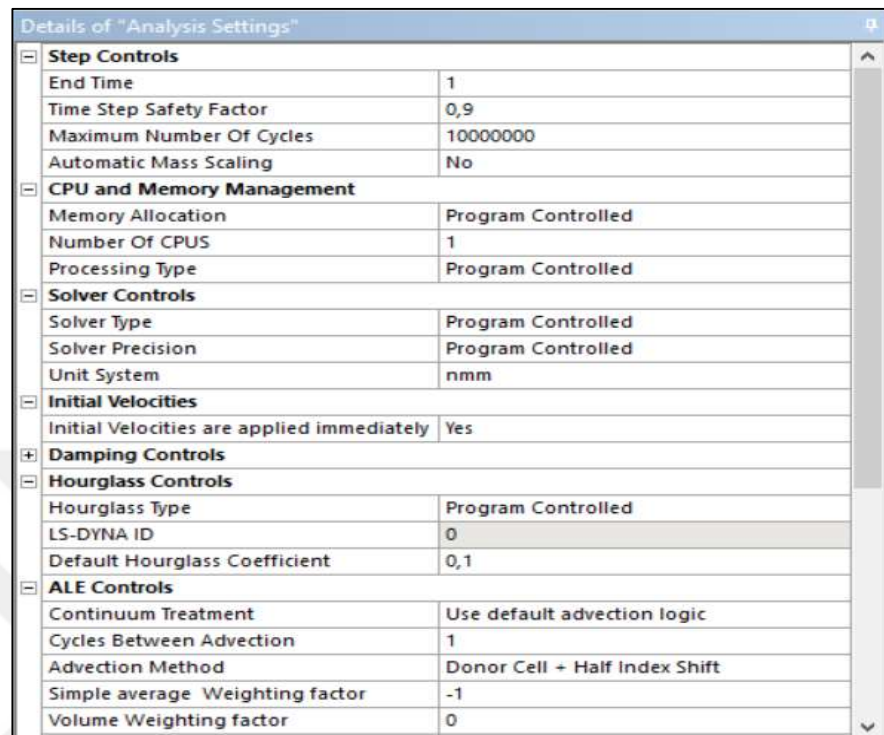 Details of "Analysis Settings"
Step Controls
End Time 1
Time Step Safety Factor 0,9
Maximum Number Of Cycles 10000000
Automatic Mass Scaling No
CPU and Memory Management
Memory Allocation Program Controlled
Number Of CPUS 1
Processing Type Program Controlled
Solver Controls
Solver Type Program Controlled
Solver Precision Program Controlled
Unit System nmm
Initial Velocities
Initial Velocities are applied immediately Yes
Damping Controls
Hourglass Controls
Hourglass Type Program Controlled
LS-DYNA ID 0
Default Hourglass Coefficient 0,1
ALE Controls
Continuum Treatment Use default advection logic
Cycles Between Advection 1
Advection Method Donor Cell + Half Index Shift
Simple average Weighting factor -1
Volume Weighting factor 0